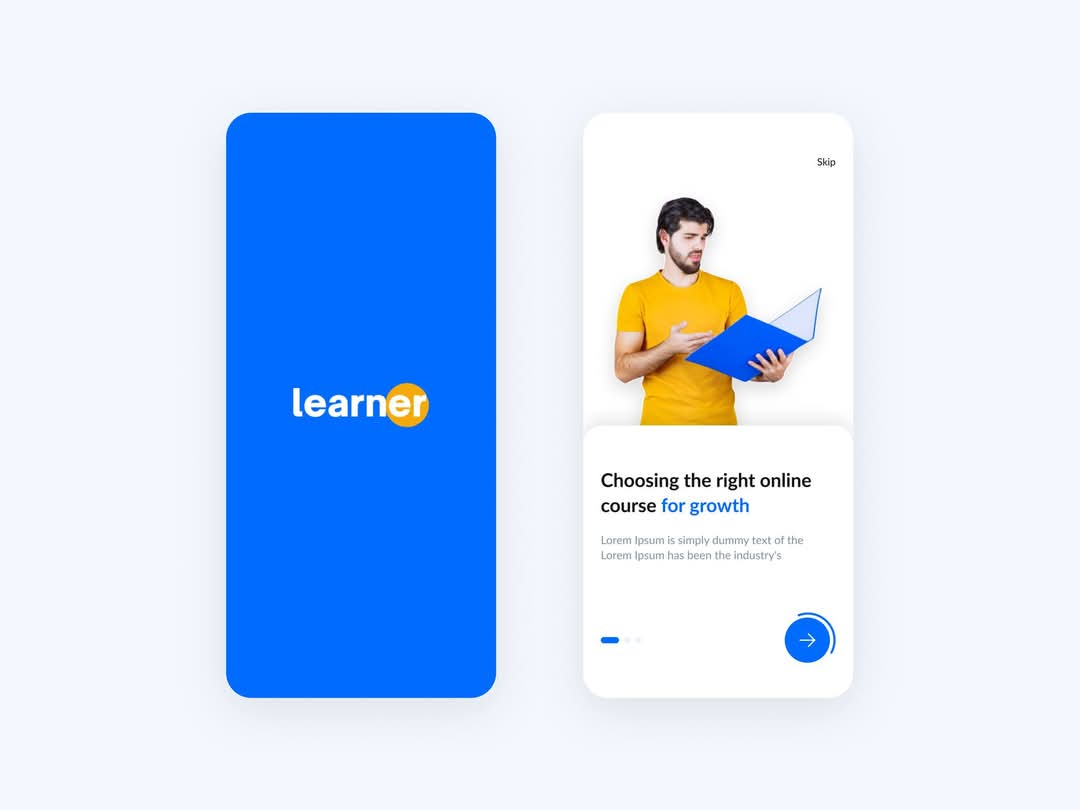 learner
Skip
Choosing the right online
course for growth
Lorem Ipsum is simply dummy text of the
Lorem Ipsum has been the industry's